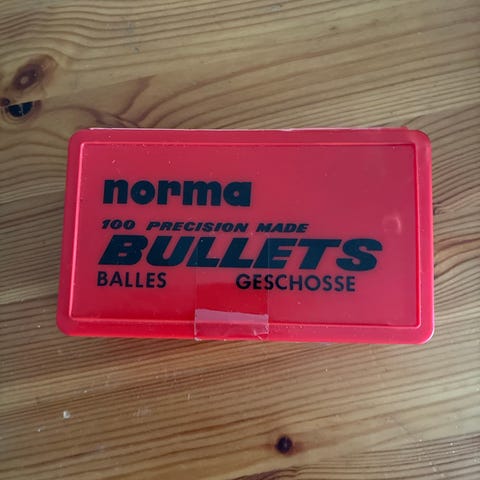 norma
100 PRECISION MADE
BULLETS
BALLES GESCHOSSE